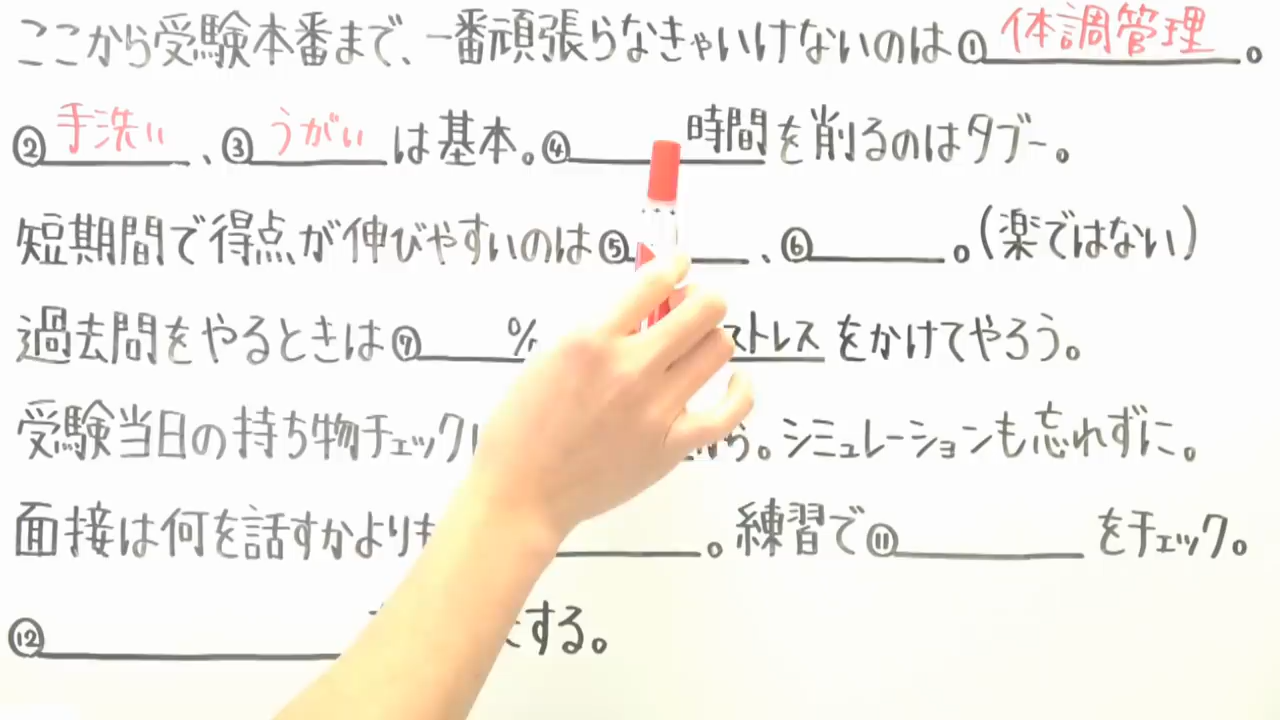 ここから受験本番まで、一番頑張らなきゃいけないのは①体調管理。
②手洗い、③うがいは基本。④時間を削るのはタブー。
短期間で得点が伸びやすいのは⑤、⑥。(楽ではない)
過去問をやるときは⑦%ストレスをかけてやろう。
受験当日の持ち物チェックから。シミュレーションも忘れずに。
面接は何を話すかより。練習で⑪をチェック。
⑫する。